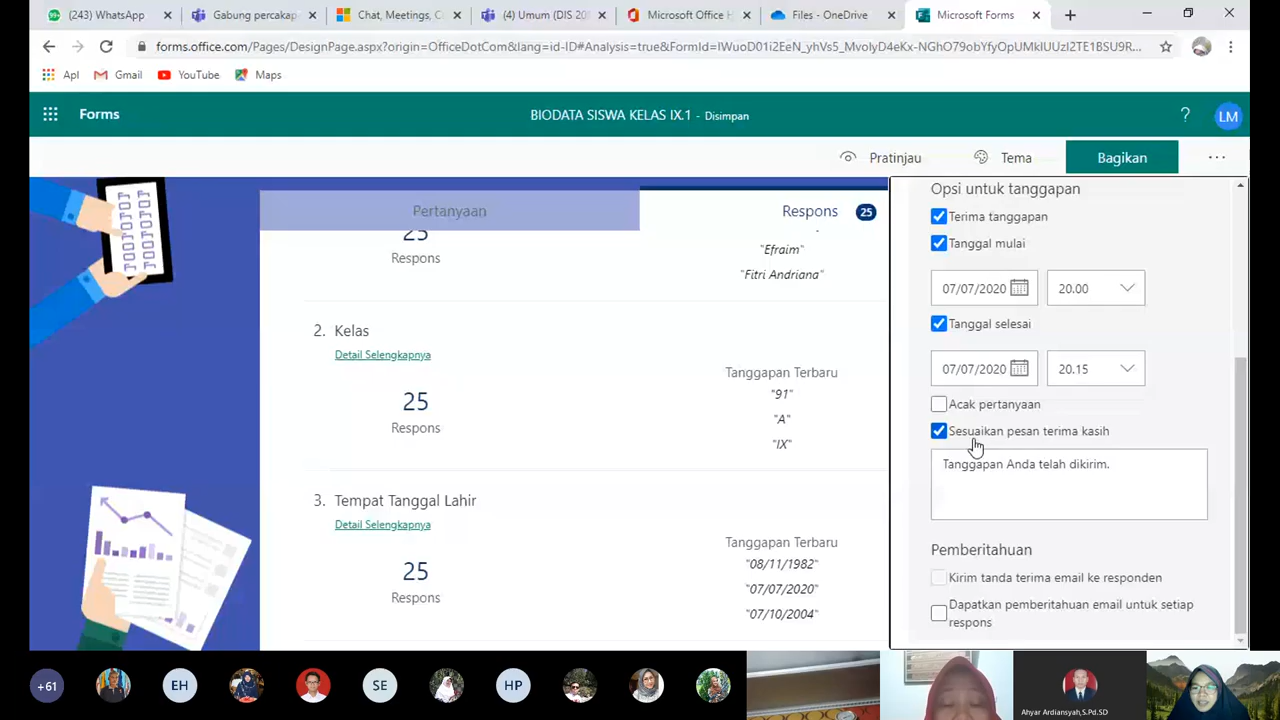 (243) WhatsApp
Gabung percakap
Chat, Meetings, C
(4) Umum (DIS 20
Microsoft Office H
Files - OneDrive
Microsoft Forms
forms.office.com/Pages/DesignPage.aspx?origin=OfficeDotCom&lang=id-ID#Analysis=true&FormId=
Apl
Gmail
YouTube
Maps
Forms
BIODATA SISWA KELAS IX.1 - Disimpan
?
LM
Pratinjau
Tema
Bagikan
...
Pertanyaan
Respons 25
25
Respons
"Efraim"
"Fitri Andriana"
2. Kelas
Detail Selengkapnya
25
Respons
Tanggapan Terbaru
"91"
"A"
"IX"
3. Tempat Tanggal Lahir
Detail Selengkapnya
25
Respons
Tanggapan Terbaru
"08/11/1982"
"07/07/2020"
"07/10/2004"
Opsi untuk tanggapan
Terima tanggapan
Tanggal mulai
07/07/2020 20.00
Tanggal selesai
07/07/2020 20.15
Acak pertanyaan
Sesuaikan pesan terima kasih
Tanggapan Anda telah dikirim.
Pemberitahuan
Kirim tanda terima email ke responden
Dapatkan pemberitahuan email untuk setiap
respons
+61
EH
SE
HP
Ahyar Ardiansyah,S.Pd.SD